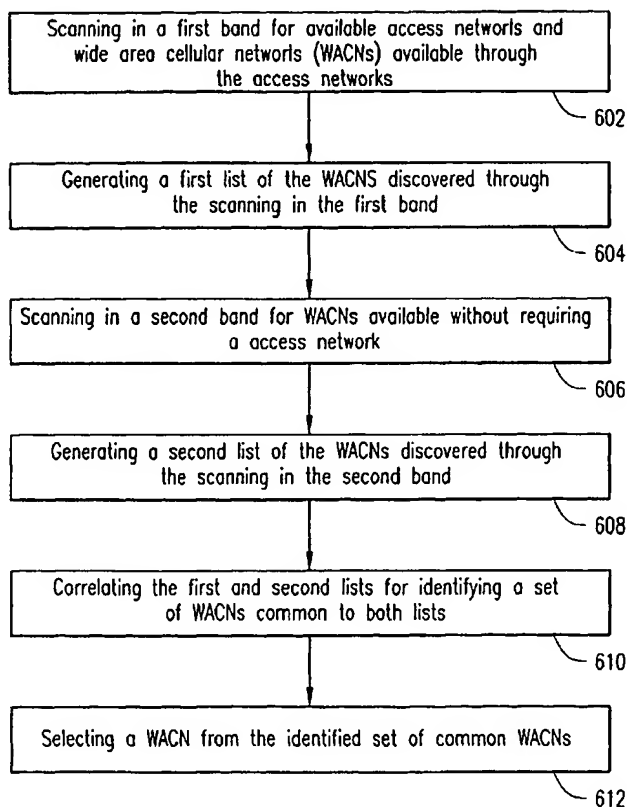 Scanning in a first band for available access networks and
wide area cellular networks (WACNs) available through
the access networks
602
Generating a first list of the WACNS discovered through
the scanning in the first band
604
Scanning in a second band for WACNs available without requiring
a access network
606
Generating a second list of the WACNs discovered through
the scanning in the second band
608
Correlating the first and second lists for identifying a set
of WACNs common to both lists
610
Selecting a WACN from the identified set of common WACNs
612